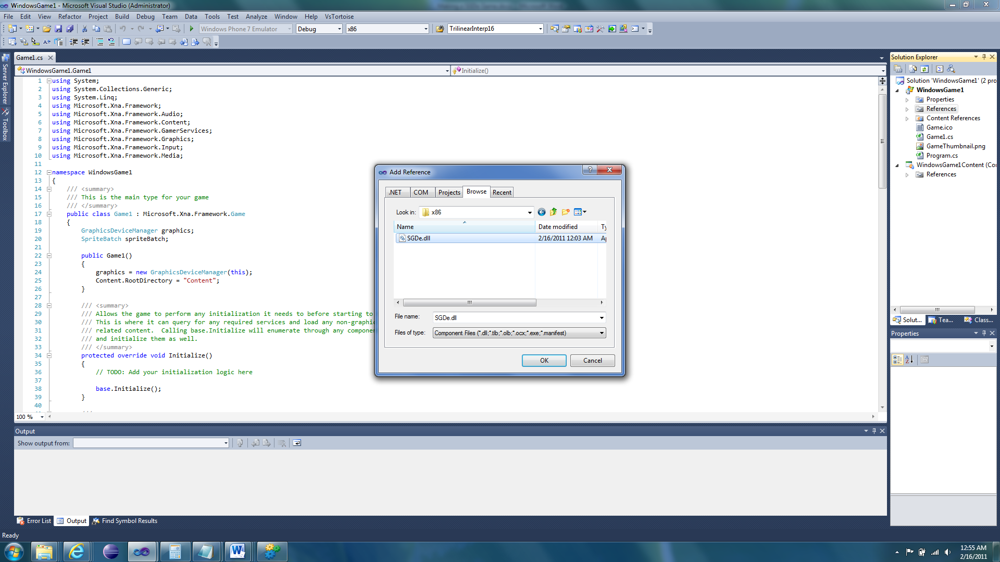 WindowsGame1 - Microsoft Visual Studio (Administrator)
File Edit View Refactor Project Build Debug Team Data Tools Test Analyze Window Help VsTortoise
Windows Phone 7 Emulator Debug x86 TrilinearInterp16
Server Explorer
Toolbox
Game1.cs
WindowsGame1.Game1 Initialize()
1 using System;
2 using System.Collections.Generic;
3 using System.Linq;
4 using Microsoft.Xna.Framework;
5 using Microsoft.Xna.Framework.Audio;
6 using Microsoft.Xna.Framework.Content;
7 using Microsoft.Xna.Framework.GamerServices;
8 using Microsoft.Xna.Framework.Graphics;
9 using Microsoft.Xna.Framework.Input;
10 using Microsoft.Xna.Framework.Media;
11
12 namespace WindowsGame1
13 {
14 /// <summary>
15 /// This is the main type for your game
16 /// </summary>
17 public class Game1 : Microsoft.Xna.Framework.Game
18 {
19 GraphicsDeviceManager graphics;
20 SpriteBatch spriteBatch;
21
22 public Game1()
23 {
24 graphics = new GraphicsDeviceManager(this);
25 Content.RootDirectory = "Content";
26 }
27
28 /// <summary>
29 /// Allows the game to perform any initialization it needs to before starting to
30 /// This is where it can query for any required services and load any non-graphic
31 /// related content.  Calling base.Initialize will enumerate through any componen
32 /// and initialize them as well.
33 /// </summary>
34 protected override void Initialize()
35 {
36 // TODO: Add your initialization logic here
37
38 base.Initialize();
39 }
40
100 %
Add Reference
.NET COM Projects Browse Recent
Look in: x86
Name Date modified Ty
SGDe.dll 2/16/2011 12:03 AM Ap
File name: SGDe.dll
Files of type: Component Files (*.dll;*.tlb;*.olb;*.ocx;*.exe;*.manifest)
OK Cancel
Solution Explorer
Solution 'WindowsGame1' (2 pro
WindowsGame1
Properties
References
Content References
Game.ico
Game1.cs
GameThumbnail.png
Program.cs
WindowsGame1Content (Cor
References
Solut... Tea... Class...
Properties
Output
Show output from:
Error List Output Find Symbol Results
Ready
12:55 AM
2/16/2011